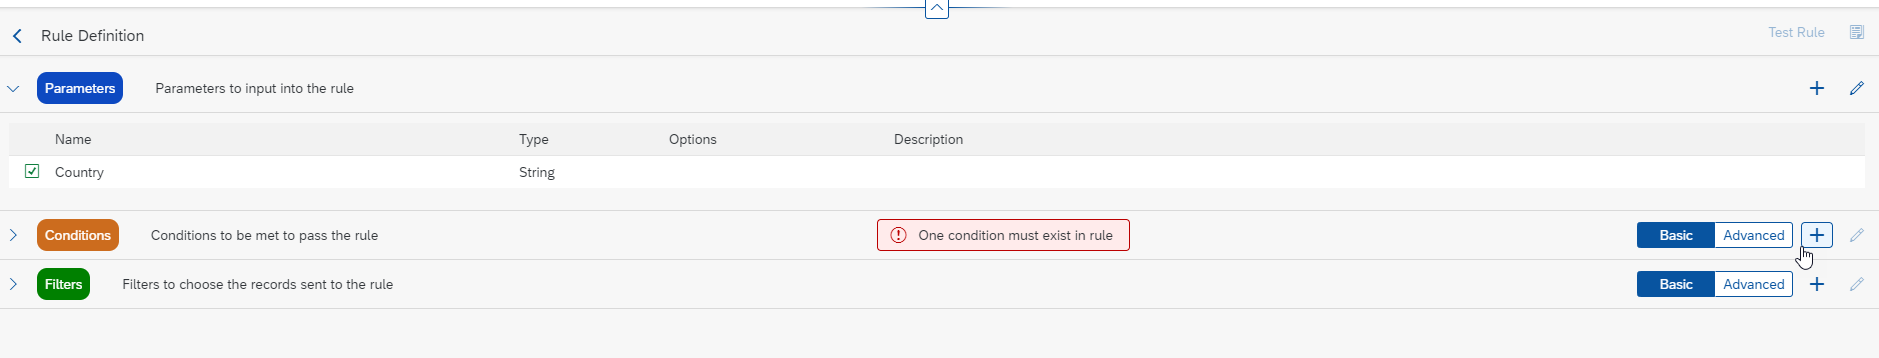 Rule Definition
Test Rule
Parameters Parameters to input into the rule
Name Type Options Description
Country String
Conditions Conditions to be met to pass the rule One condition must exist in rule Basic Advanced
Filters Filters to choose the records sent to the rule Basic Advanced